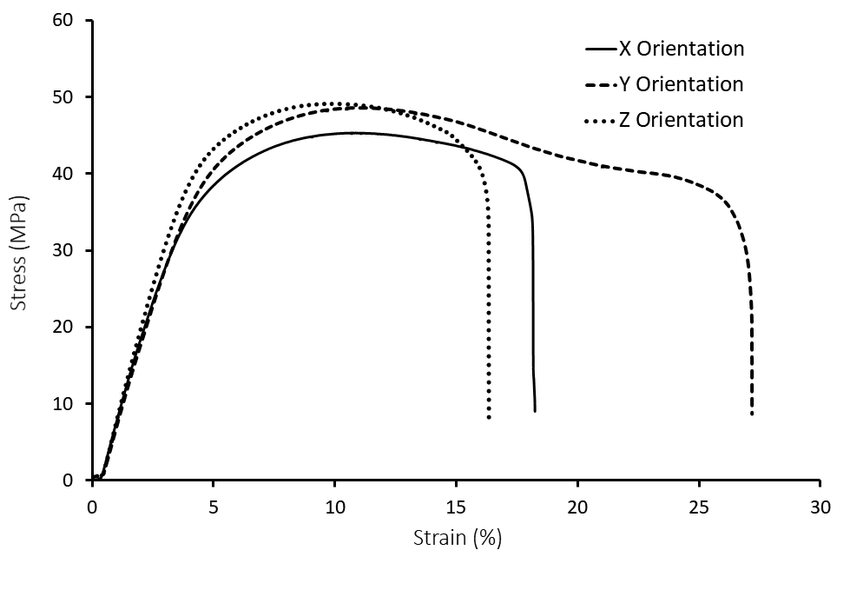 60
50
40
30
20
10
0
Stress (MPa)
X Orientation
Y Orientation
Z Orientation
0 5 10 15 20 25 30
Strain (%)